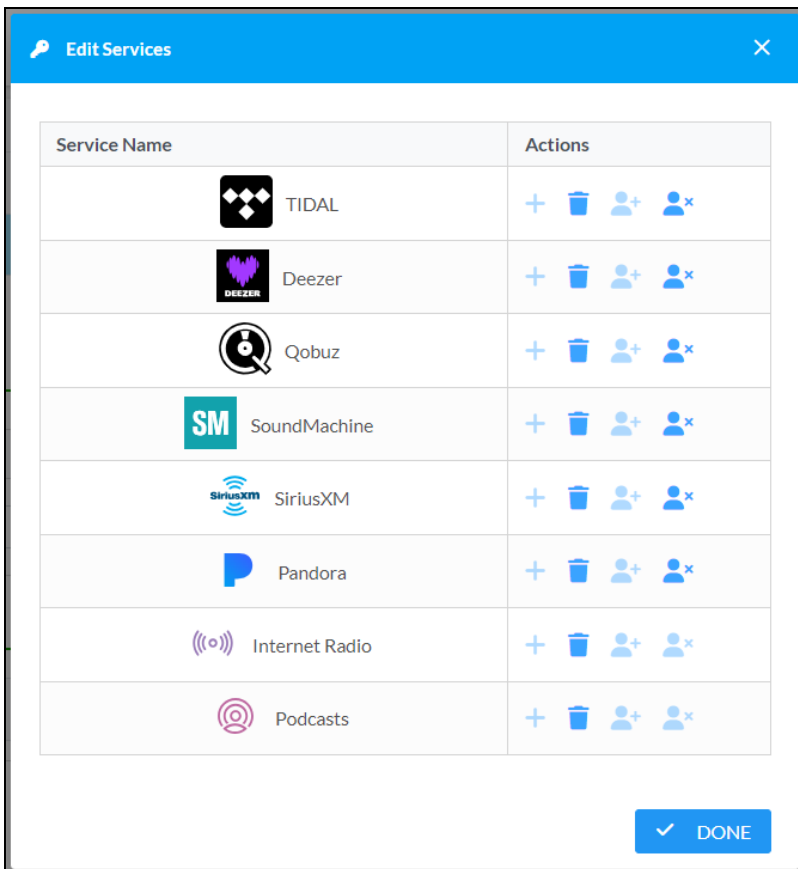 Edit Services
Service Name Actions
TIDAL
DEEZER Deezer
Qobuz
SM SoundMachine
SiriusXM SiriusXM
Pandora
Internet Radio
Podcasts
DONE